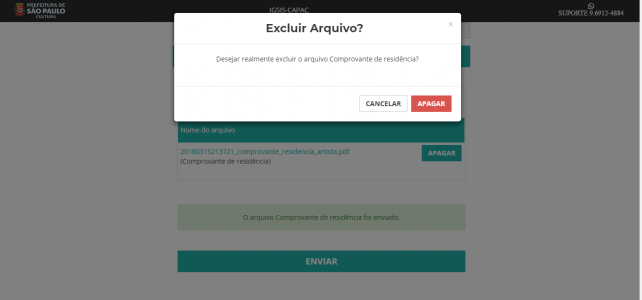 PREFEITURA DE
SÃO PAULO
CULTURA
IGSIS-CAPAC
SUPORTE 9.6912-4884
Excluir Arquivo?
×
Desejar realmente excluir o arquivo Comprovante de residência?
CANCELAR
APAGAR
Nome do arquivo
20180315213721_comprovante_residencia_artista.pdf
(Comprovante de residência)
APAGAR
O arquivo Comprovante de residência foi enviado.
ENVIAR